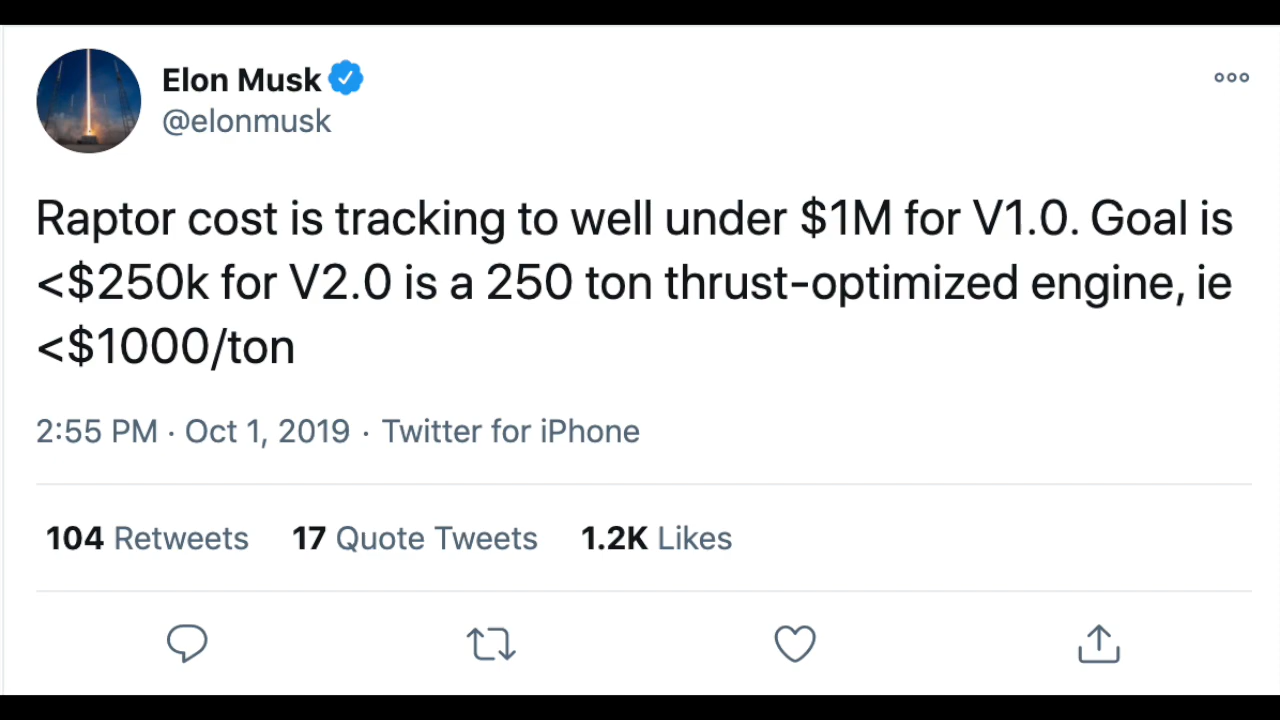 Elon Musk
@elonmusk
Raptor cost is tracking to well under $1M for V1.0. Goal is
<$250k for V2.0 is a 250 ton thrust-optimized engine, ie
<$1000/ton
2:55 PM · Oct 1, 2019 · Twitter for iPhone
104 Retweets 17 Quote Tweets 1.2K Likes